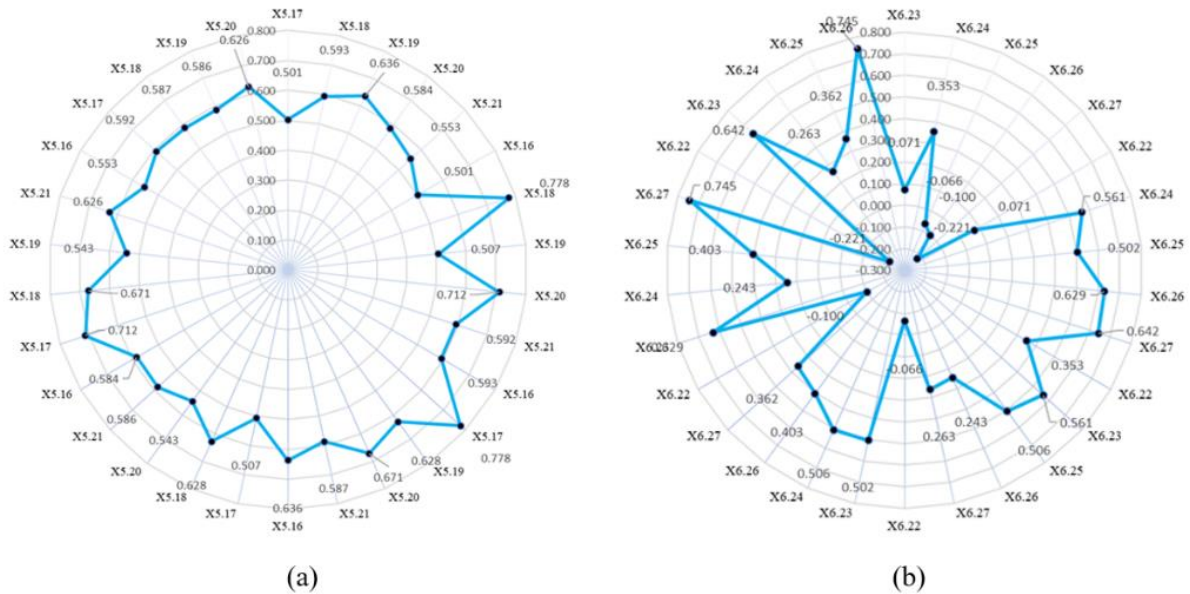 X5.17
X5.18
X5.19
X5.20
X5.21
X5.16
X5.18
X5.19
X5.20
X5.21
X5.16
X5.17
X5.19
X5.20
X5.21
X5.16
X5.17
X5.18
X5.20
X5.21
X5.16
X5.17
X5.18
X5.19
X5.21
X5.16
X5.17
X5.18
X5.19
X5.20
0.800
0.700
0.600
0.500
0.400
0.300
0.200
0.100
0.000
0.501
0.593
0.636
0.584
0.553
0.501
0.778
0.507
0.712
0.592
0.593
0.778
0.628
0.671
0.587
0.636
0.507
0.628
0.543
0.586
0.584
0.712
0.671
0.543
0.626
0.553
0.592
0.587
0.586
0.626
(a)
X6.23
X6.24
X6.26
X6.27
X6.22
X6.24
X6.25
X6.26
X6.27
X6.22
X6.23
X6.25
X6.26
X6.27
X6.22
X6.23
X6.24
X6.26
X6.27
X6.22
X6.24
X6.25
X6.27
X6.22
X6.23
X6.24
X6.25
X6.26
0.800
0.700
0.600
0.500
0.400
0.300
0.200
0.100
0.000
-0.100
-0.200
-0.300
0.071
0.353
-0.066
-0.100
-0.221
0.071
0.561
0.502
0.629
0.642
0.353
0.561
0.506
0.243
0.263
-0.066
0.502
0.506
0.403
0.362
-0.100
0.629
0.243
0.403
0.745
-0.221
0.642
0.263
0.362
0.745
(b)